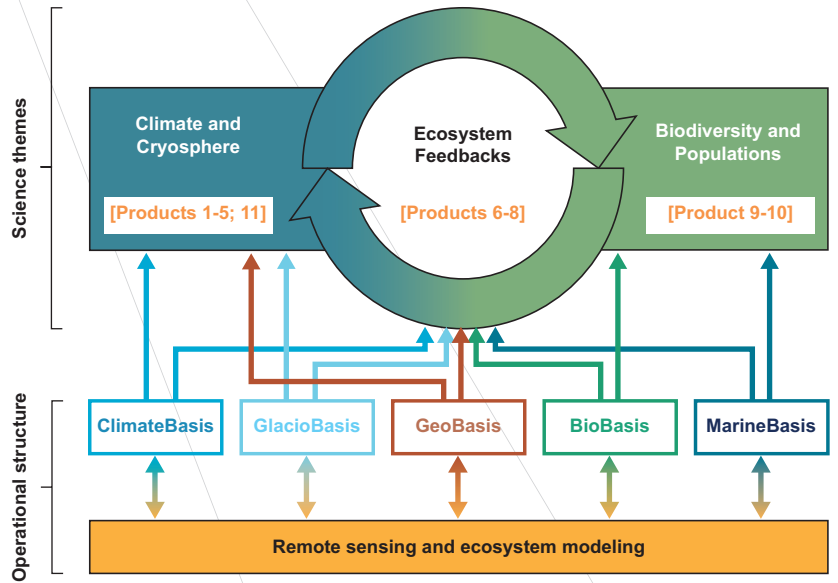 Science themes
Climate and
Cryosphere
[Products 1-5; 11]
Ecosystem
Feedbacks
[Products 6-8]
Biodiversity and
Populations
[Product 9-10]
Operational structure
ClimateBasis
GlacioBasis
GeoBasis
BioBasis
MarineBasis
Remote sensing and ecosystem modeling